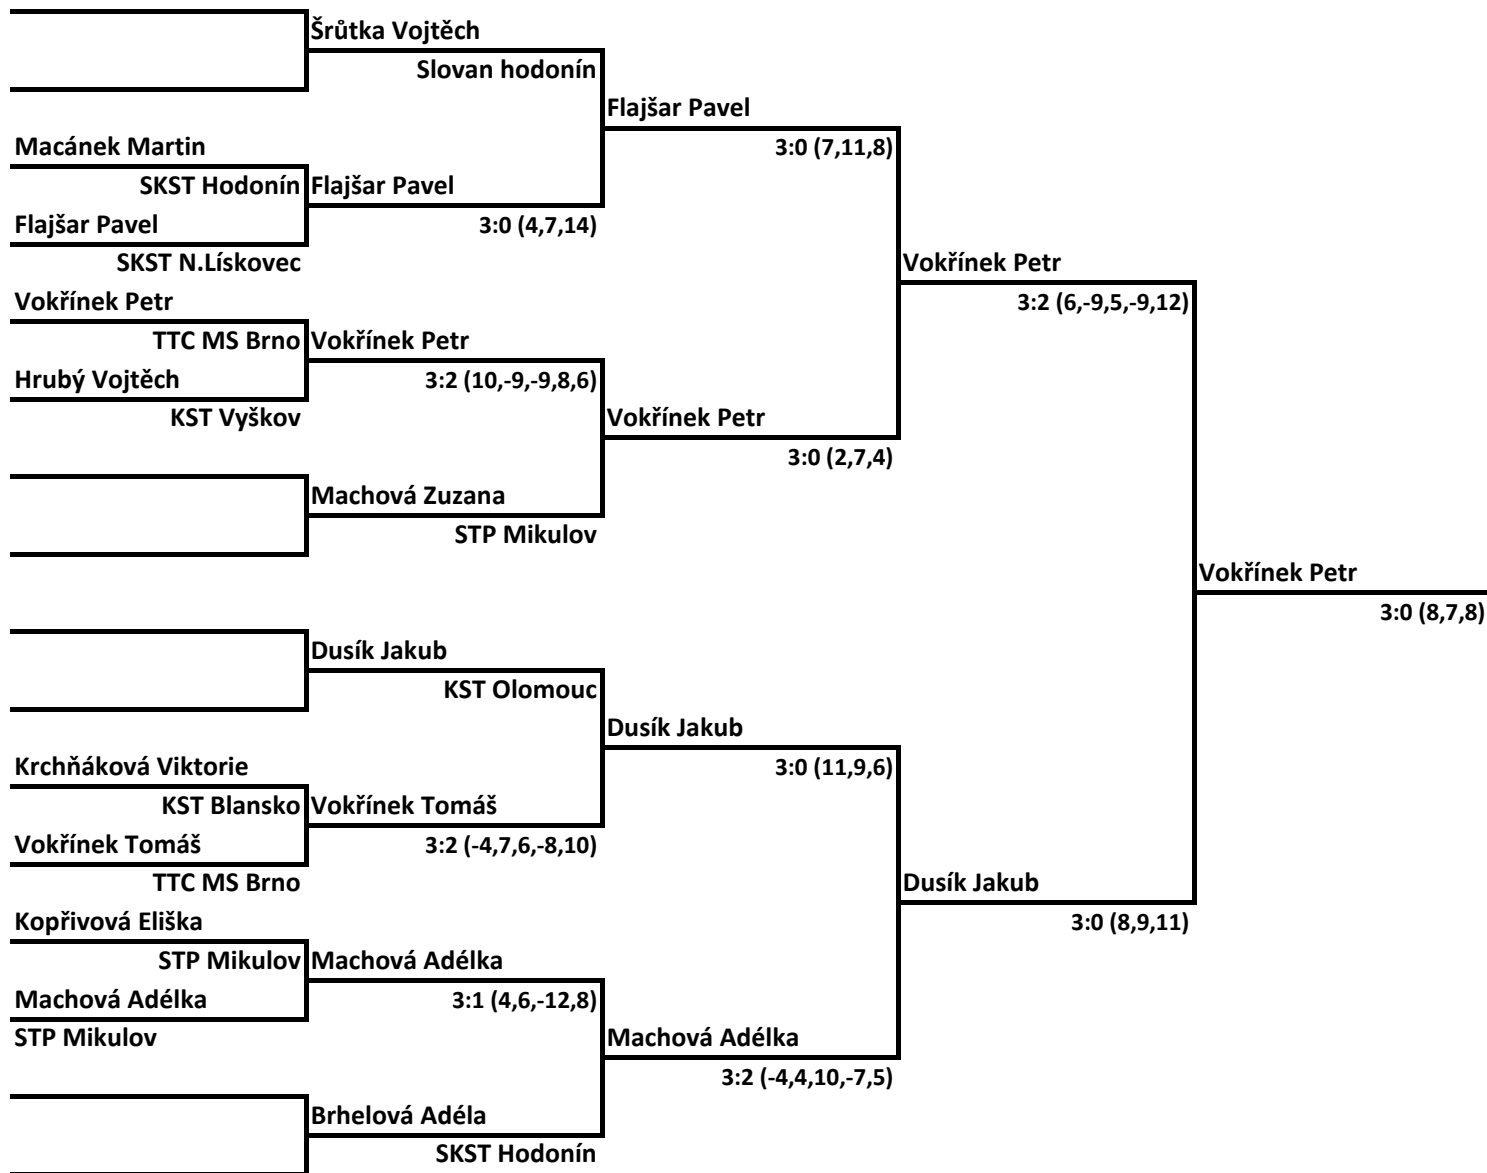 Šrůtka Vojtěch
Slovan hodonín
Flajšar Pavel
Macánek Martin
3:0 (7,11,8)
SKST Hodonín
Flajšar Pavel
Flajšar Pavel
3:0 (4,7,14)
SKST N.Lískovec
Vokřínek Petr
Vokřínek Petr
3:2 (6,-9,5,-9,12)
TTC MS Brno
Vokřínek Petr
Hrubý Vojtěch
3:2 (10,-9,-9,8,6)
KST Vyškov
Vokřínek Petr
3:0 (2,7,4)
Machová Zuzana
STP Mikulov
Vokřínek Petr
3:0 (8,7,8)
Dusík Jakub
KST Olomouc
Dusík Jakub
Krchňáková Viktorie
3:0 (11,9,6)
KST Blansko
Vokřínek Tomáš
Vokřínek Tomáš
3:2 (-4,7,6,-8,10)
TTC MS Brno
Dusík Jakub
Kopřivová Eliška
3:0 (8,9,11)
STP Mikulov
Machová Adélka
Machová Adélka
3:1 (4,6,-12,8)
STP Mikulov
Machová Adélka
3:2 (-4,4,10,-7,5)
Brhelová Adéla
SKST Hodonín